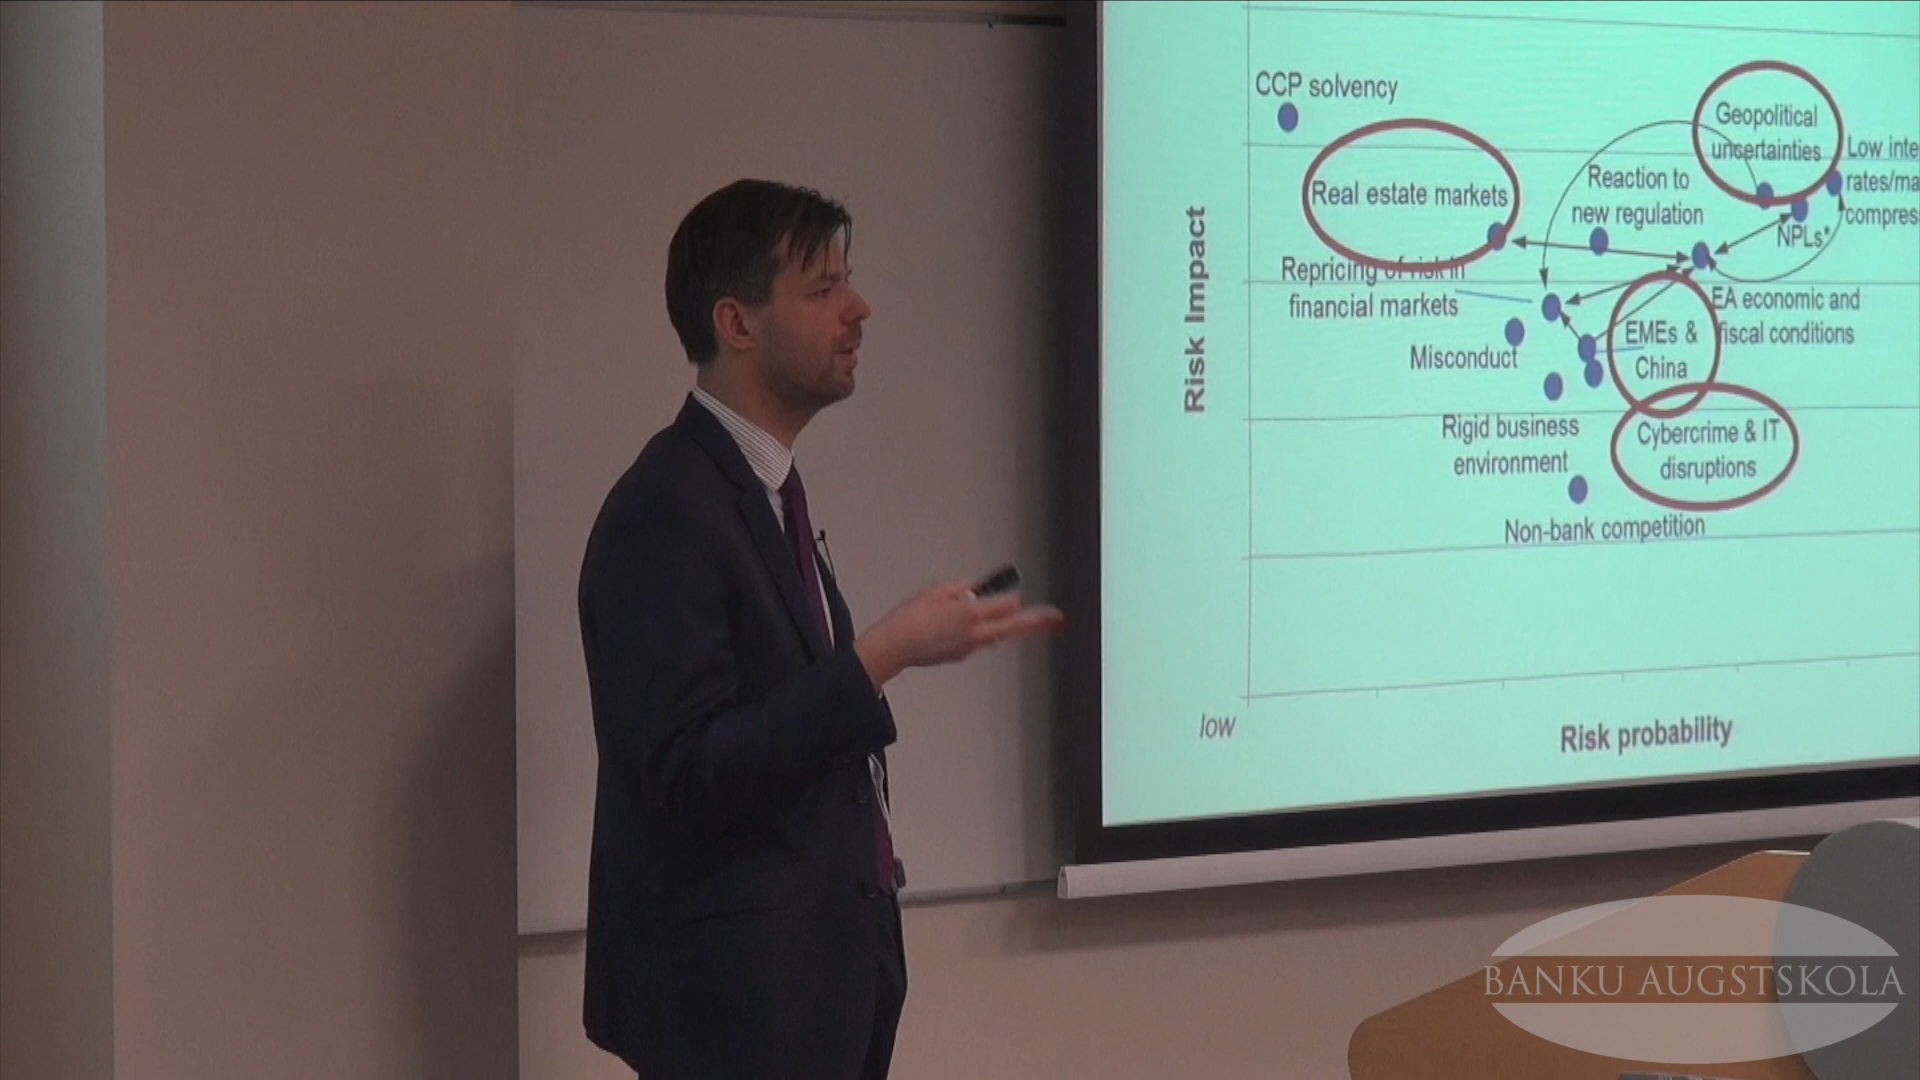 CCP solvency
Geopolitical
uncertainties
Low inte
rates/ma
compres
Real estate markets
Reaction to
new regulation
NPLs*
Repricing of risk in
financial markets
EA economic and
fiscal conditions
EMEs &
China
Misconduct
Rigid business
environment
Cybercrime & IT
disruptions
Non-bank competition
Risk Impact
low
Risk probability
BANKU AUGSTSKOLA